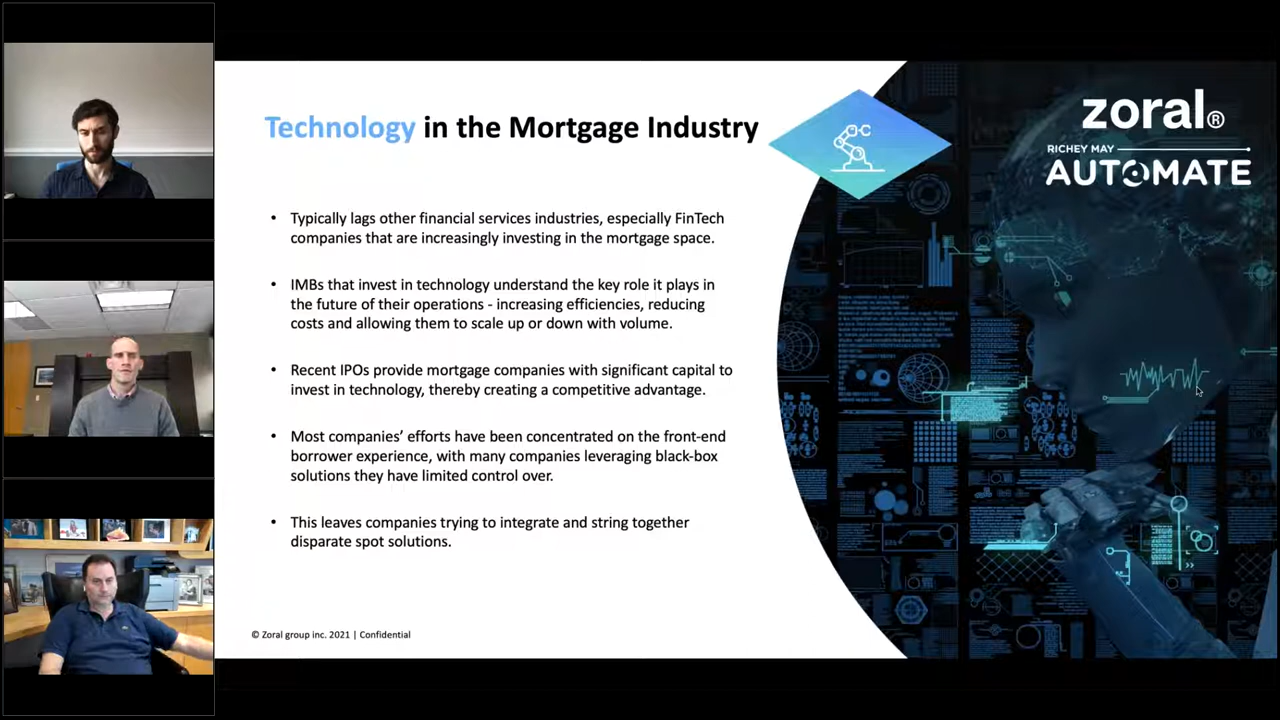 Technology in the Mortgage Industry
zoral®
RICHEY MAY
AUTOMATE
• Typically lags other financial services industries, especially FinTech
companies that are increasingly investing in the mortgage space.
• IMBs that invest in technology understand the key role it plays in
the future of their operations - increasing efficiencies, reducing
costs and allowing them to scale up or down with volume.
• Recent IPOs provide mortgage companies with significant capital to
invest in technology, thereby creating a competitive advantage.
• Most companies’ efforts have been concentrated on the front-end
borrower experience, with many companies leveraging black-box
solutions they have limited control over.
• This leaves companies trying to integrate and string together
disparate spot solutions.
© Zoral group inc. 2021 | Confidential